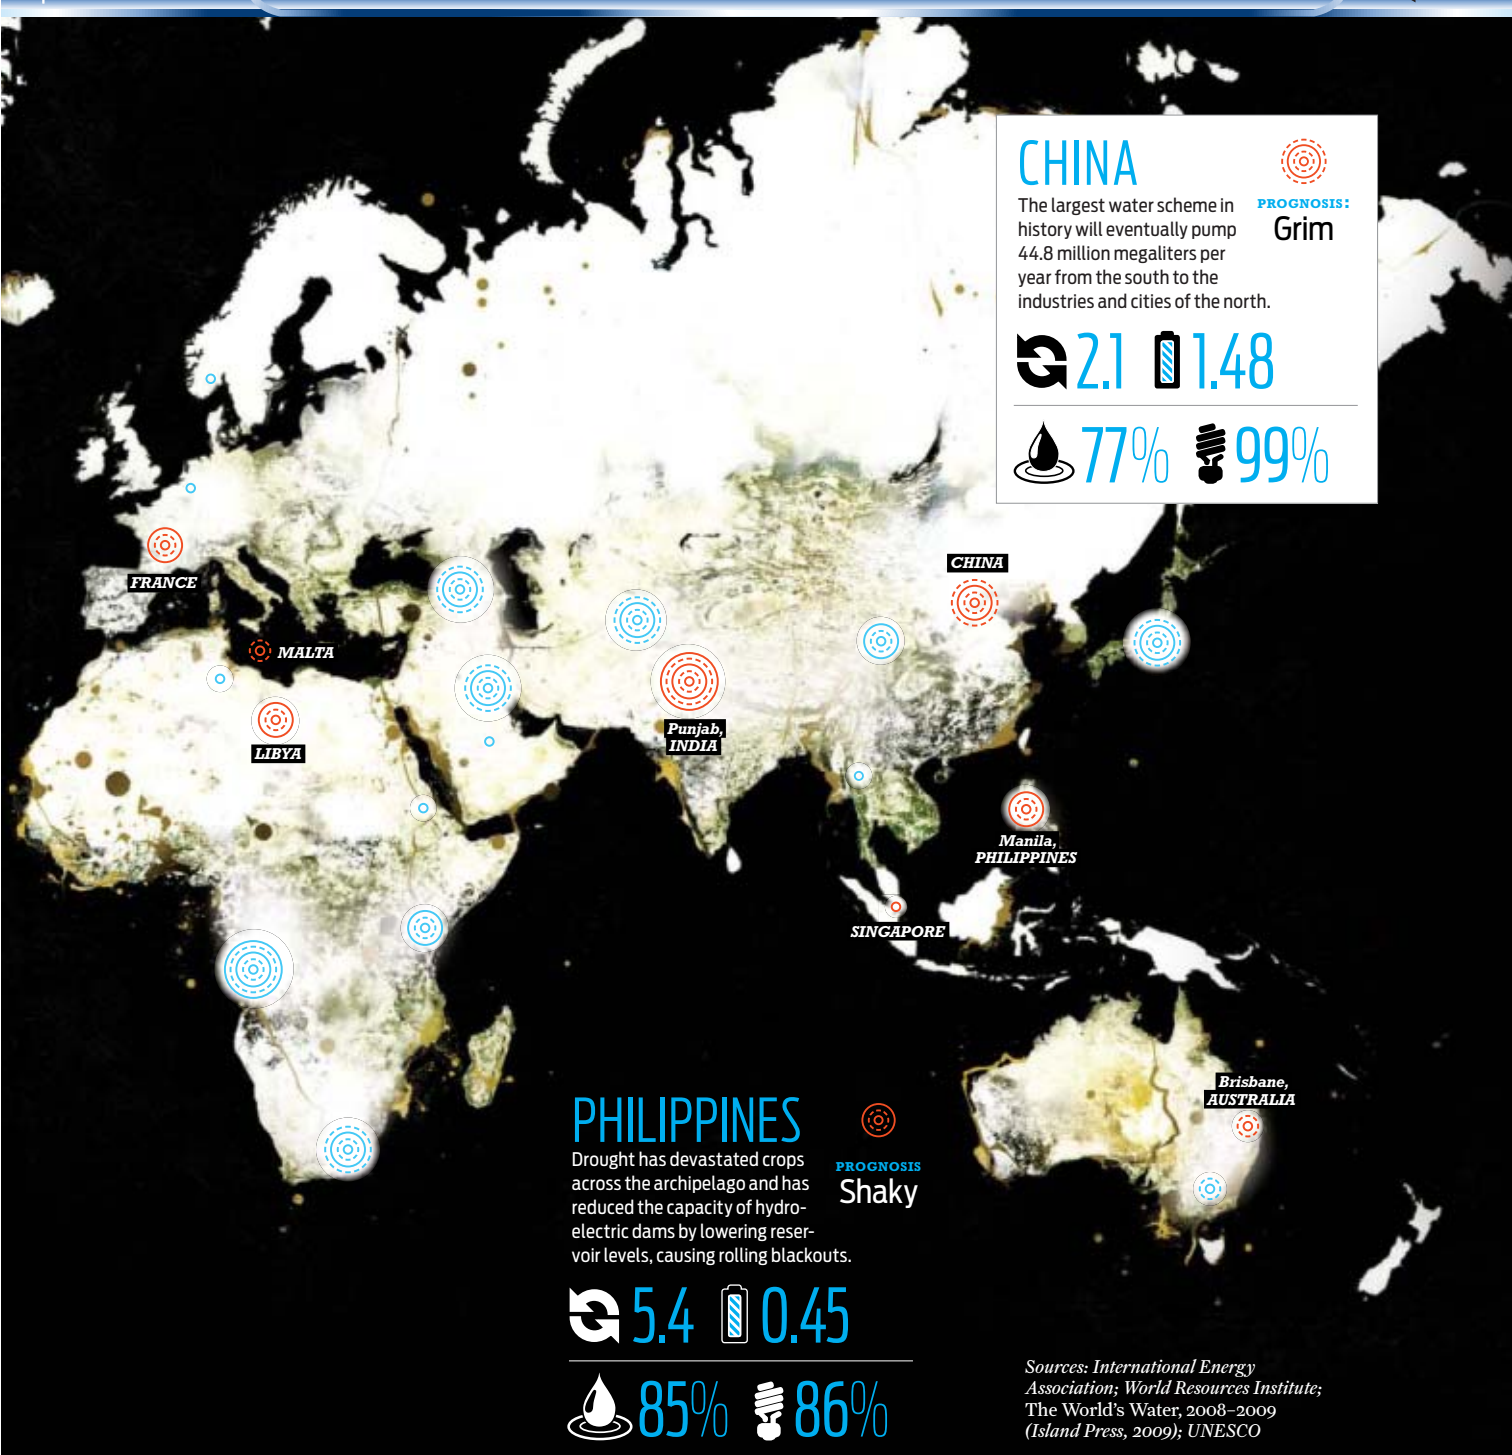 CHINA
PROGNOSIS:
Grim
The largest water scheme in
history will eventually pump
44.8 million megaliters per
year from the south to the
industries and cities of the north.
2.1 1.48
77% 99%
CHINA
FRANCE
MALTA
LIBYA
Punjab,
INDIA
Manila,
PHILIPPINES
SINGAPORE
Brisbane,
AUSTRALIA
PHILIPPINES
PROGNOSIS
Shaky
Drought has devastated crops
across the archipelago and has
reduced the capacity of hydro-
electric dams by lowering reser-
voir levels, causing rolling blackouts.
5.4 0.45
85% 86%
Sources: International Energy
Association; World Resources Institute;
The World's Water, 2008–2009
(Island Press, 2009); UNESCO